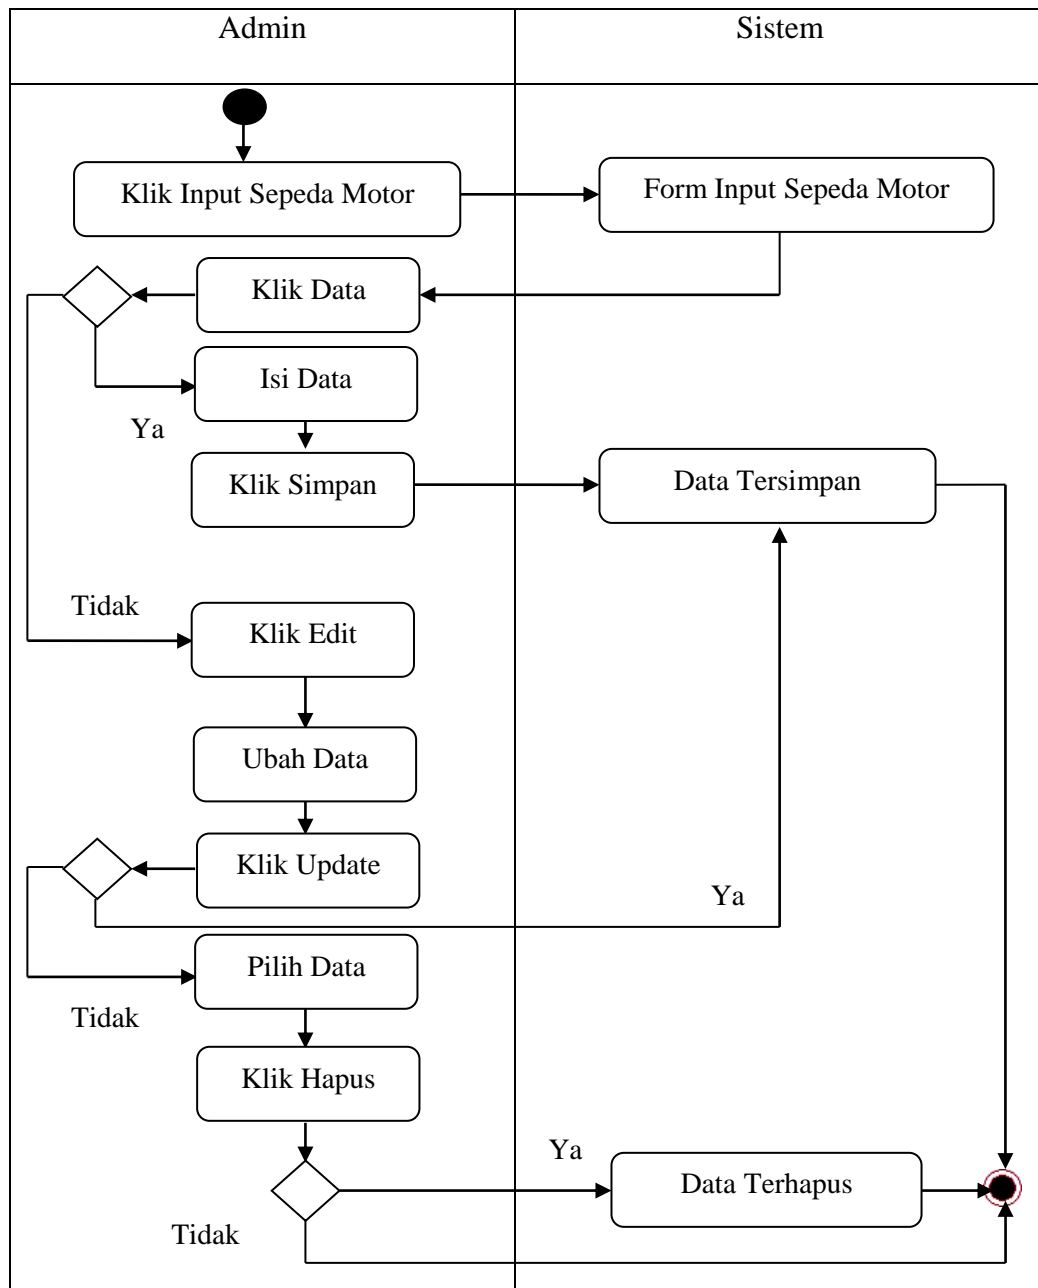 Admin
Sistem
Klik Input Sepeda Motor
Form Input Sepeda Motor
Klik Data
Isi Data
Ya
Klik Simpan
Data Tersimpan
Tidak
Klik Edit
Ubah Data
Klik Update
Ya
Pilih Data
Tidak
Klik Hapus
Ya
Data Terhapus
Tidak